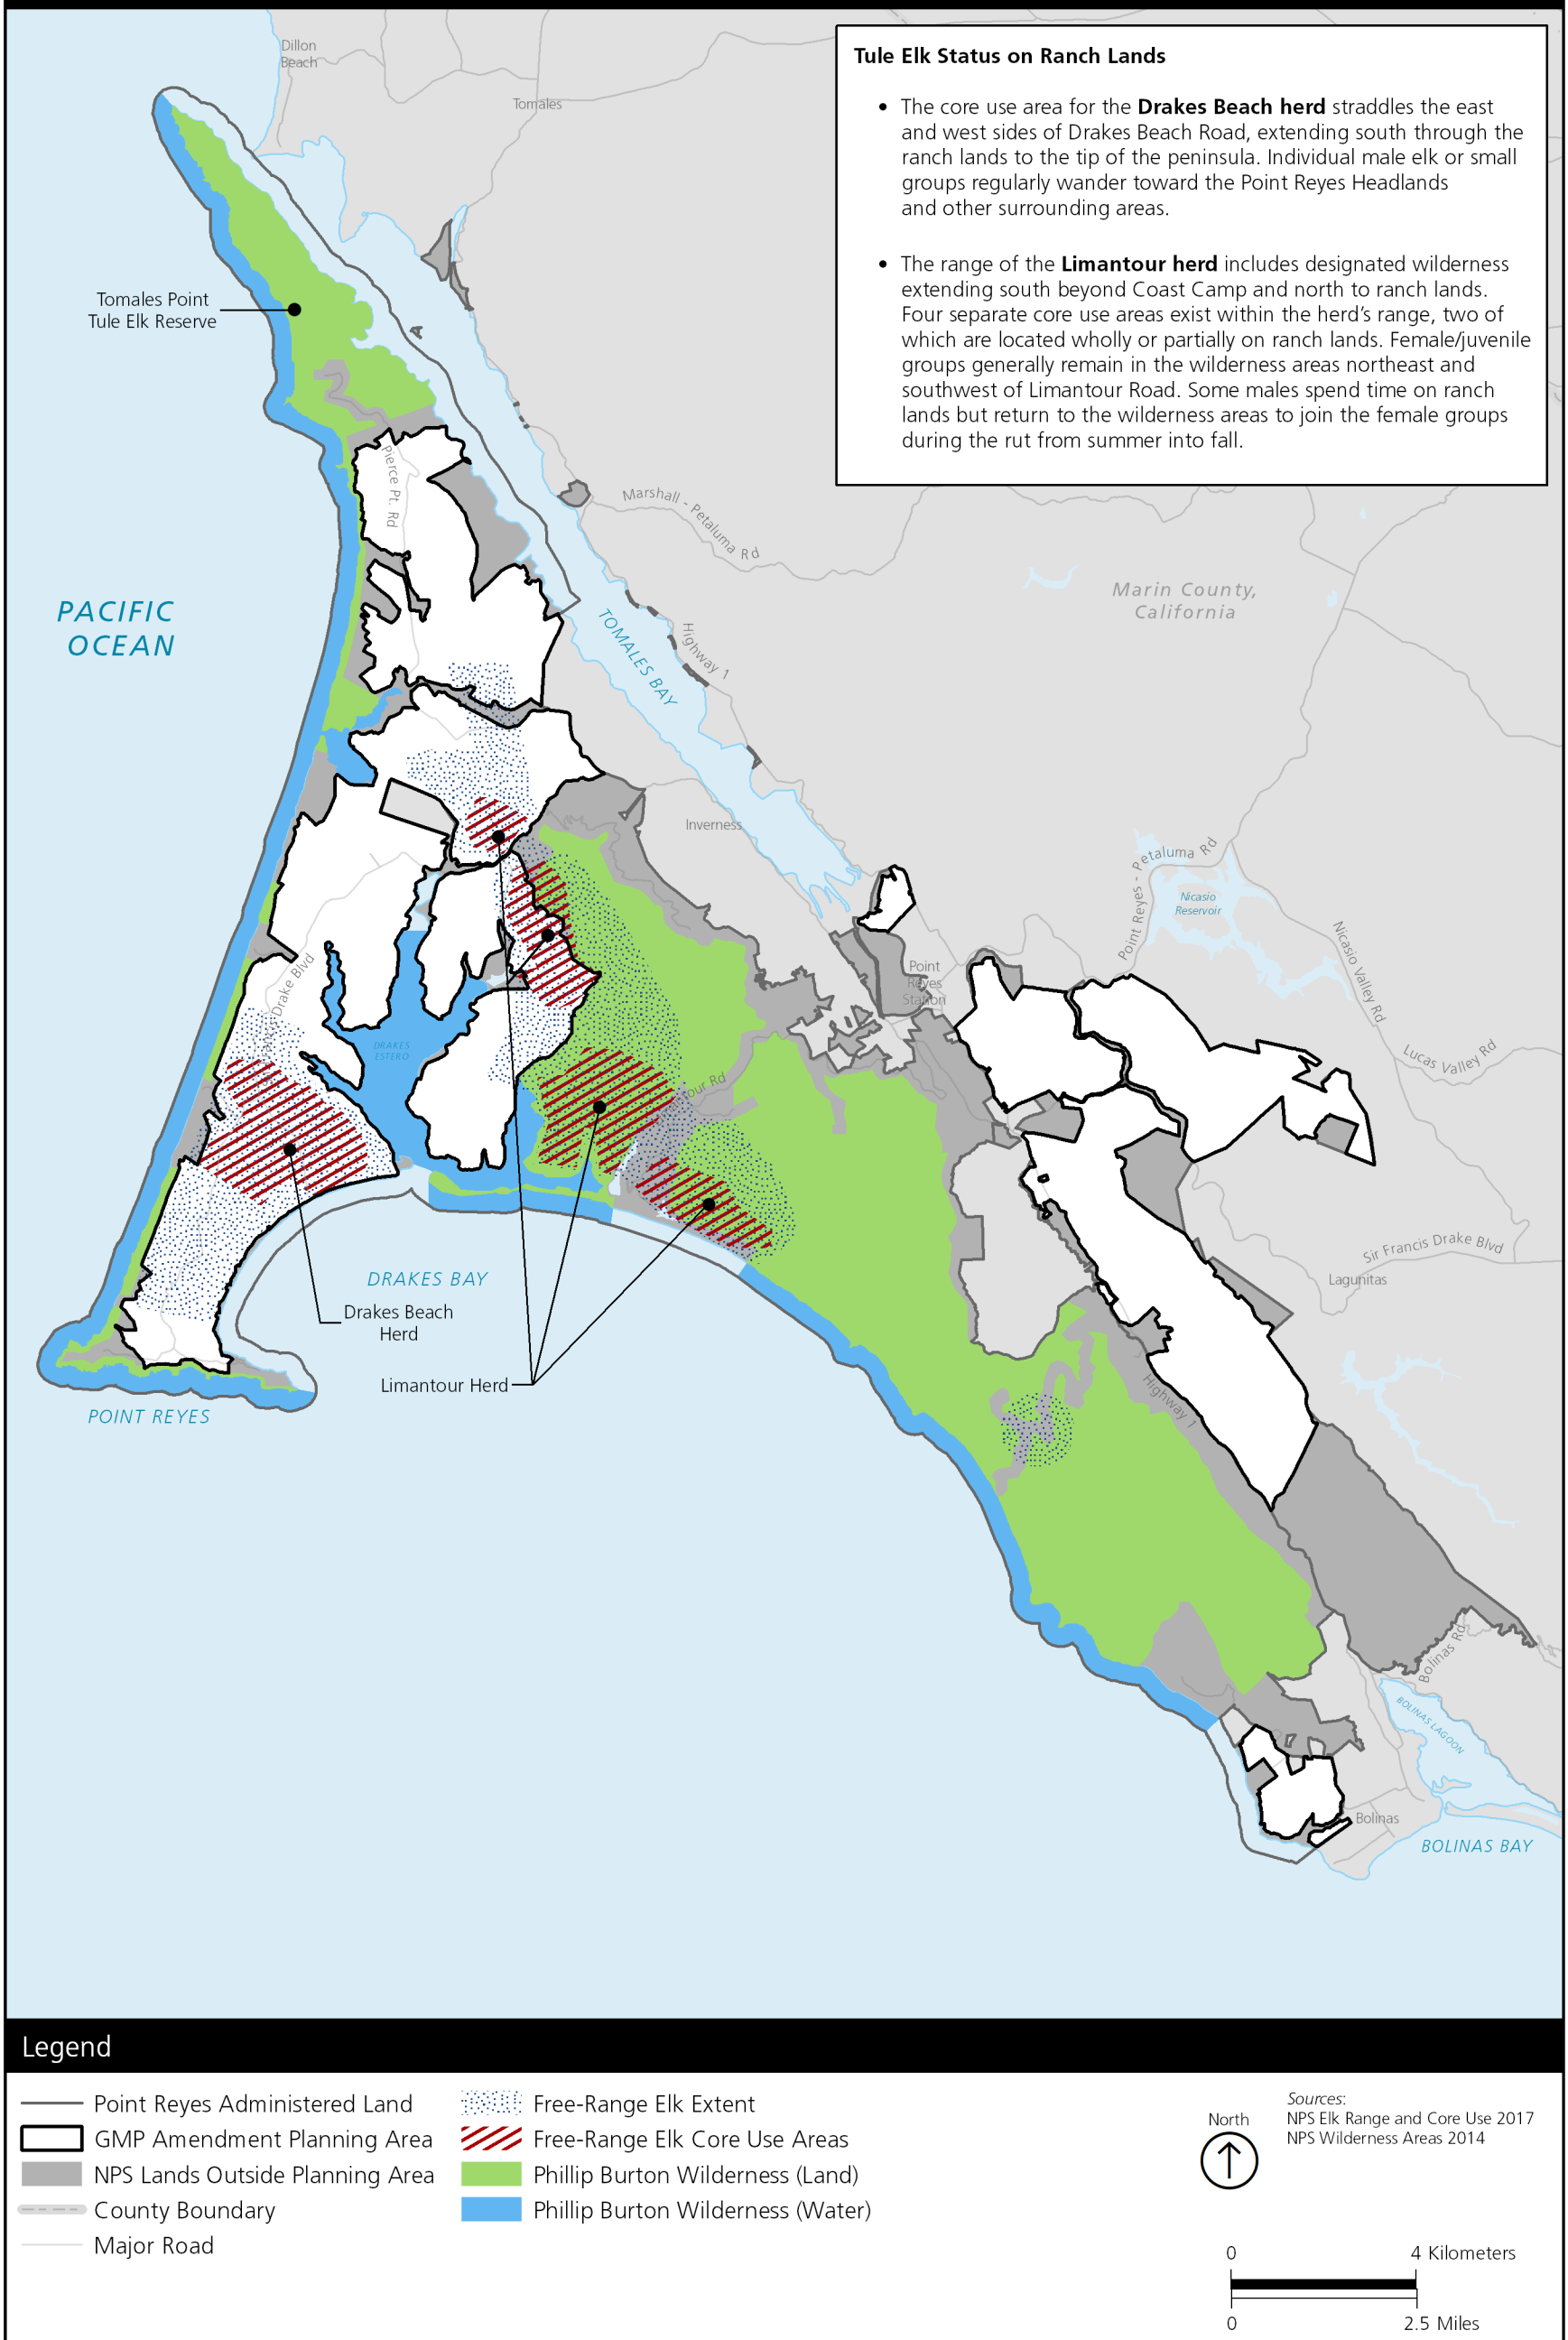 Tule Elk Status on Ranch Lands
• The core use area for the Drakes Beach herd straddles the east
and west sides of Drakes Beach Road, extending south through the
ranch lands to the tip of the peninsula. Individual male elk or small
groups regularly wander toward the Point Reyes Headlands
and other surrounding areas.
• The range of the Limantour herd includes designated wilderness
extending south beyond Coast Camp and north to ranch lands.
Four separate core use areas exist within the herd's range, two of
which are located wholly or partially on ranch lands. Female/juvenile
groups generally remain in the wilderness areas northeast and
southwest of Limantour Road. Some males spend time on ranch
lands but return to the wilderness areas to join the female groups
during the rut from summer into fall.
Dillon
Beach
Tomales
Tomales Point
Tule Elk Reserve
Pierce Pt. Rd
Marshall - Petaluma Rd
Marin County,
California
PACIFIC
OCEAN
TOMALES BAY
Highway 1
Inverness
Point Reyes - Petaluma Rd
Nicasio
Reservoir
Nicasio Valley Rd
Point
Reyes
Station
Drake Blvd
DRAKES
ESTERO
Lucas Valley Rd
our Rd
Sir Francis Drake Blvd
Lagunitas
DRAKES BAY
Drakes Beach
Herd
Limantour Herd
POINT REYES
Highway 1
Bolinas Rd
BOLINAS LAGOON
Bolinas
BOLINAS BAY
Legend
Point Reyes Administered Land
GMP Amendment Planning Area
NPS Lands Outside Planning Area
County Boundary
Major Road
Free-Range Elk Extent
Free-Range Elk Core Use Areas
Phillip Burton Wilderness (Land)
Phillip Burton Wilderness (Water)
North
Sources:
NPS Elk Range and Core Use 2017
NPS Wilderness Areas 2014
0 4 Kilometers
0 2.5 Miles